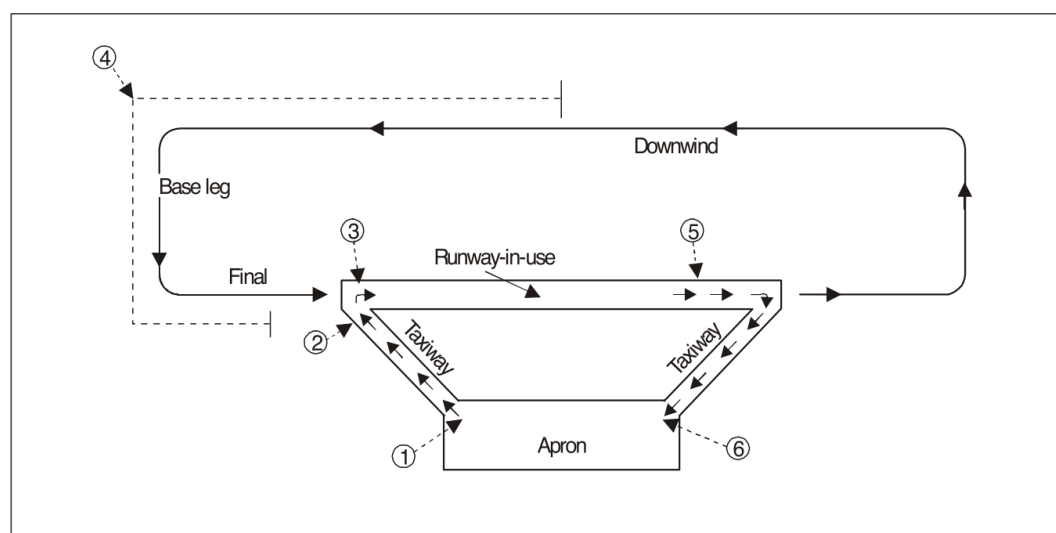 ④
Downwind
Base leg
③
⑤
Runway-in-use
Final
②
Taxiway
Taxiway
①
Apron
⑥